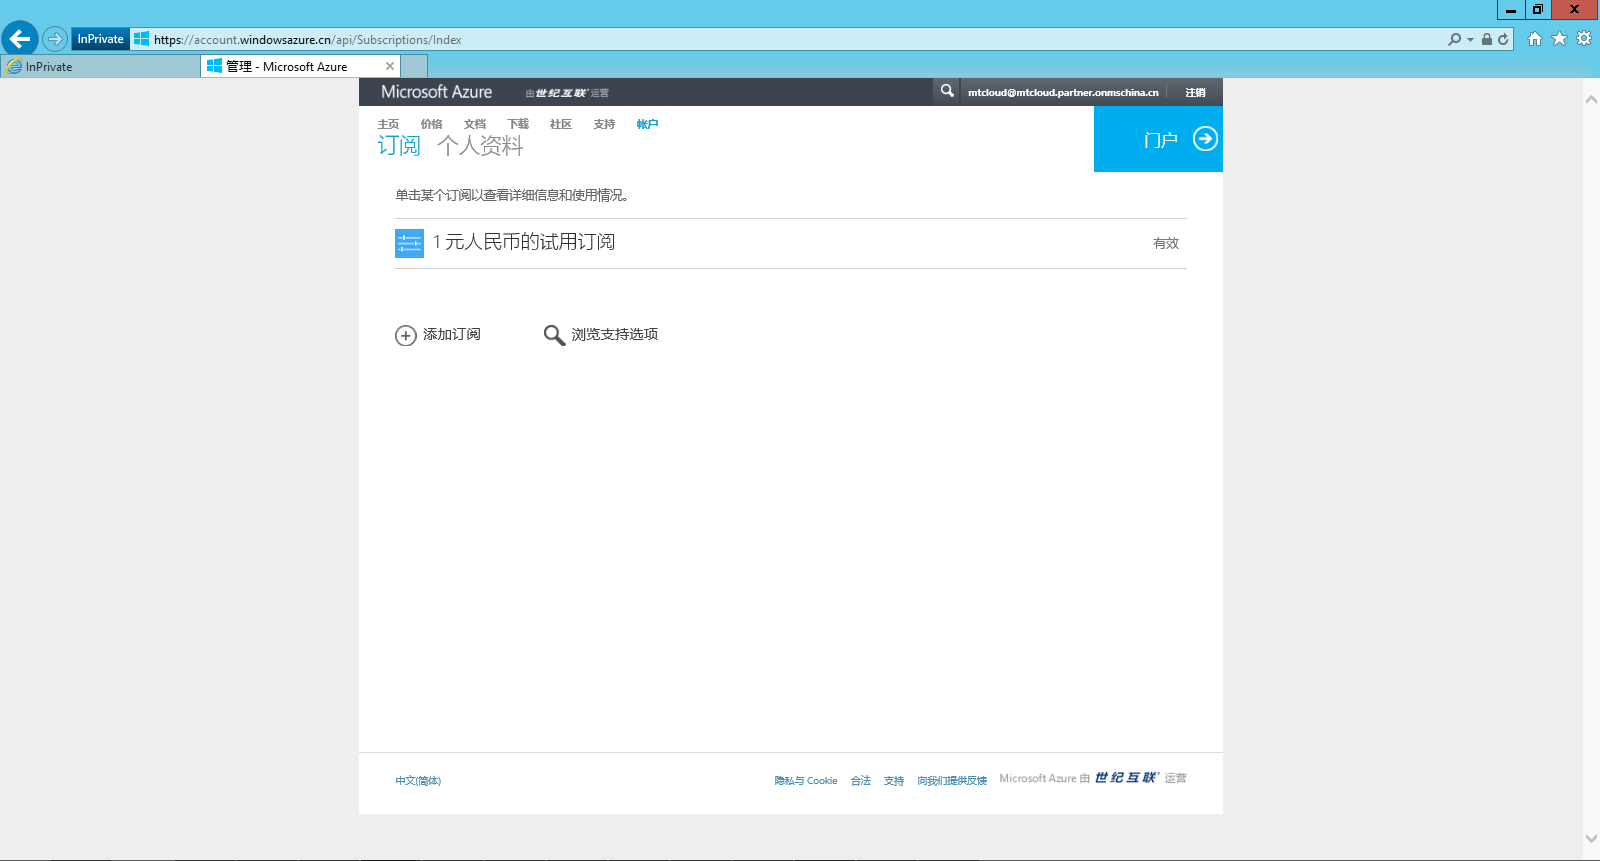 InPrivate https://account.windowsazure.cn/api/Subscriptions/Index
InPrivate 管理 - Microsoft Azure
Microsoft Azure 由世纪互联运营 mtcloud@mtcloud.partner.onmschina.cn 注销
主页 价格 文档 下载 社区 支持 帐户
订阅 个人资料 门户
单击某个订阅以查看详细信息和使用情况。
1 元人民币的试用订阅 有效
添加订阅 浏览支持选项
中文(简体) 隐私与 Cookie 合法 支持 向我们提供反馈 Microsoft Azure 由 世纪互联 运营